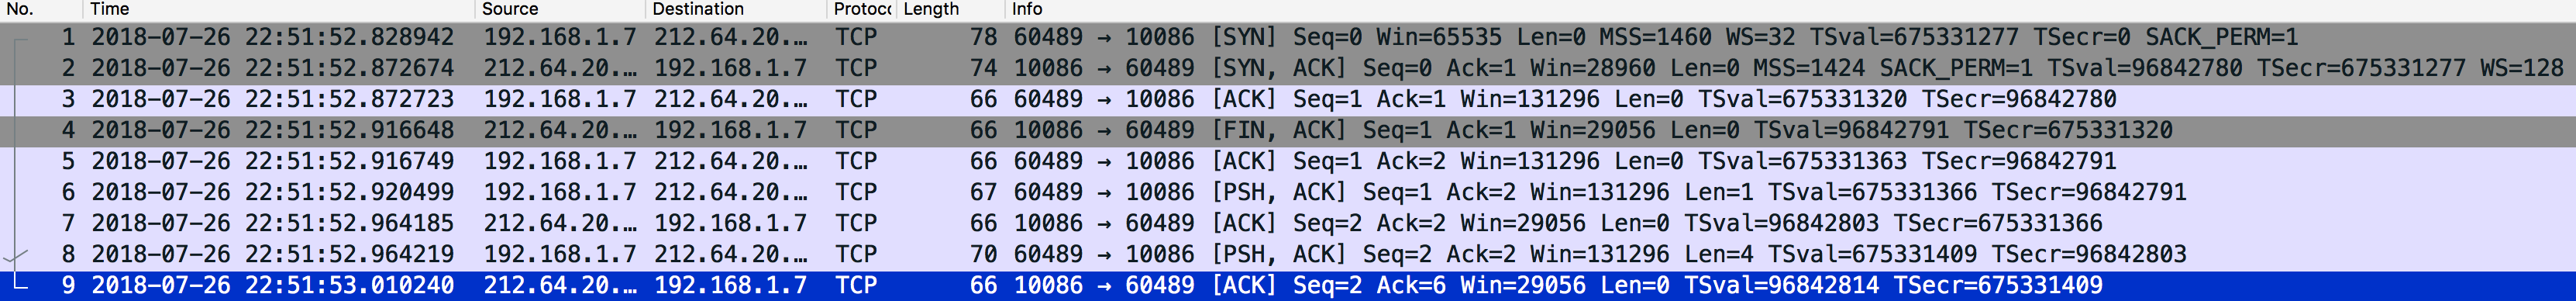 No. Time Source Destination Protoco Length Info
1 2018-07-26 22:51:52.828942 192.168.1.7 212.64.20.… TCP 78 60489 → 10086 [SYN] Seq=0 Win=65535 Len=0 MSS=1460 WS=32 TSval=675331277 TSecr=0 SACK_PERM=1
2 2018-07-26 22:51:52.872674 212.64.20.… 192.168.1.7 TCP 74 10086 → 60489 [SYN, ACK] Seq=0 Ack=1 Win=28960 Len=0 MSS=1424 SACK_PERM=1 TSval=96842780 TSecr=675331277 WS=128
3 2018-07-26 22:51:52.872723 192.168.1.7 212.64.20.… TCP 66 60489 → 10086 [ACK] Seq=1 Ack=1 Win=131296 Len=0 TSval=675331320 TSecr=96842780
4 2018-07-26 22:51:52.916648 212.64.20.… 192.168.1.7 TCP 66 10086 → 60489 [FIN, ACK] Seq=1 Ack=1 Win=29056 Len=0 TSval=96842791 TSecr=675331320
5 2018-07-26 22:51:52.916749 192.168.1.7 212.64.20.… TCP 66 60489 → 10086 [ACK] Seq=1 Ack=2 Win=131296 Len=0 TSval=675331363 TSecr=96842791
6 2018-07-26 22:51:52.920499 192.168.1.7 212.64.20.… TCP 67 60489 → 10086 [PSH, ACK] Seq=1 Ack=2 Win=131296 Len=1 TSval=675331366 TSecr=96842791
7 2018-07-26 22:51:52.964185 212.64.20.… 192.168.1.7 TCP 66 10086 → 60489 [ACK] Seq=2 Ack=2 Win=29056 Len=0 TSval=96842803 TSecr=675331366
8 2018-07-26 22:51:52.964219 192.168.1.7 212.64.20.… TCP 70 60489 → 10086 [PSH, ACK] Seq=2 Ack=2 Win=131296 Len=4 TSval=675331409 TSecr=96842803
9 2018-07-26 22:51:53.010240 212.64.20.… 192.168.1.7 TCP 66 10086 → 60489 [ACK] Seq=2 Ack=6 Win=29056 Len=0 TSval=96842814 TSecr=675331409